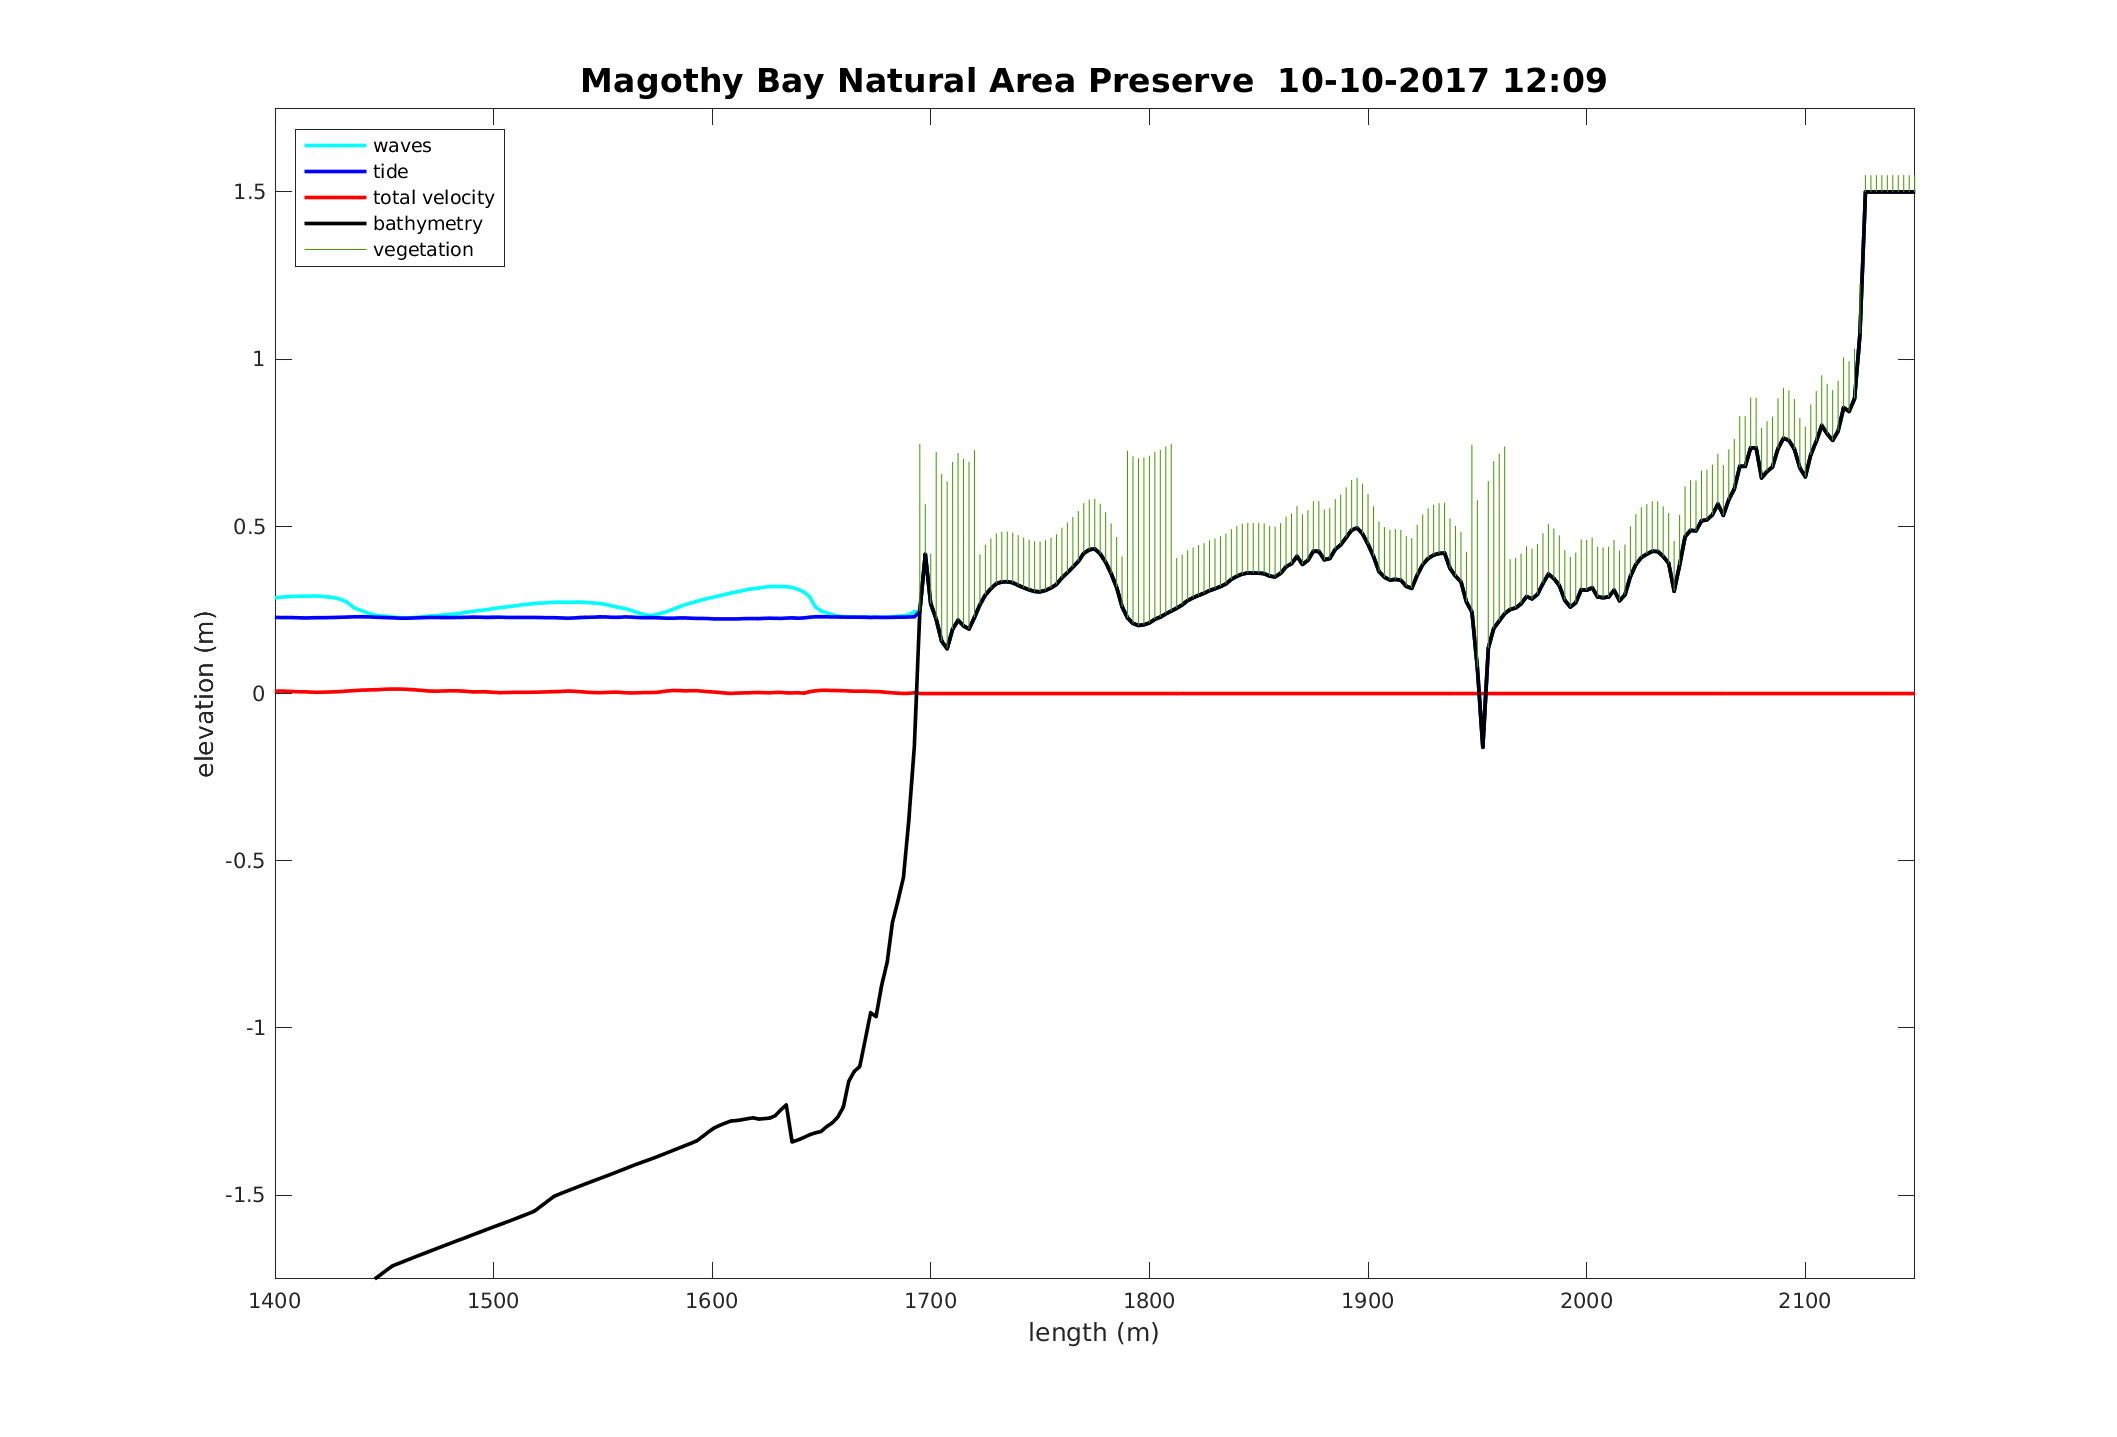 Magothy Bay Natural Area Preserve  10-10-2017 12:09
waves
tide
total velocity
bathymetry
vegetation
1.5
1
0.5
0
-0.5
-1
-1.5
elevation (m)
1400 1500 1600 1700 1800 1900 2000 2100
length (m)